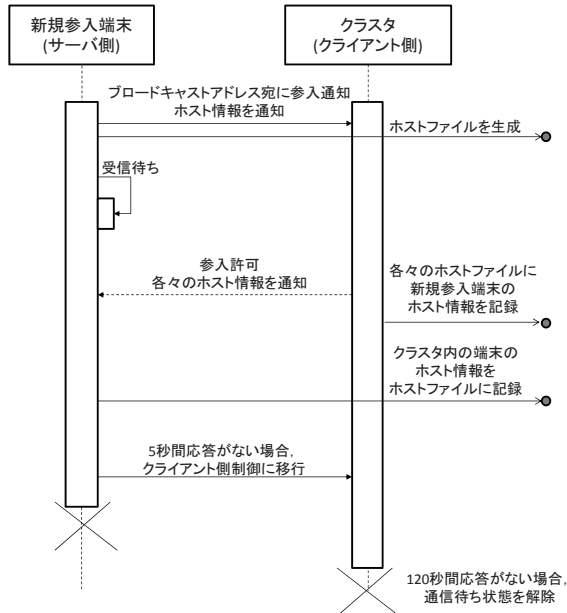 新規参入端末
(サーバ側)
クラスタ
(クライアント側)
ブロードキャストアドレス宛に参入通知
ホスト情報を通知
ホストファイルを生成
受信待ち
参入許可
各々のホスト情報を通知
各々のホストファイルに
新規参入端末の
ホスト情報を記録
クラスタ内の端末の
ホスト情報を
ホストファイルに記録
5秒間応答がない場合,
クライアント側制御に移行
120秒間応答がない場合,
通信待ち状態を解除